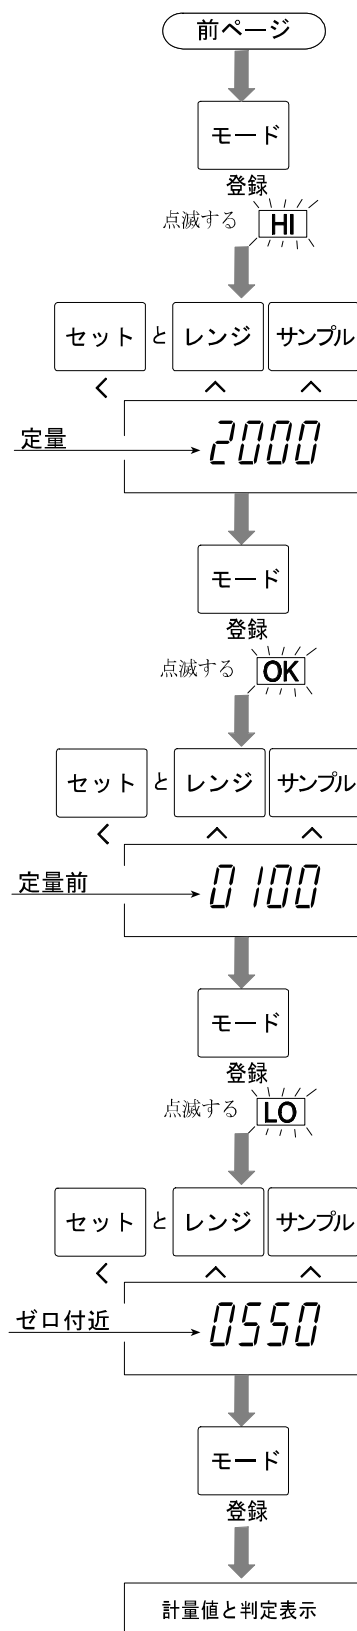 前ページ
モード
登録
点滅する HI
セット と レンジ サンプル
< ^ ^
定量 2000
モード
登録
点滅する OK
セット と レンジ サンプル
< ^ ^
定量前 0100
モード
登録
点滅する LO
セット と レンジ サンプル
< ^ ^
ゼロ付近 0550
モード
登録
計量値と判定表示